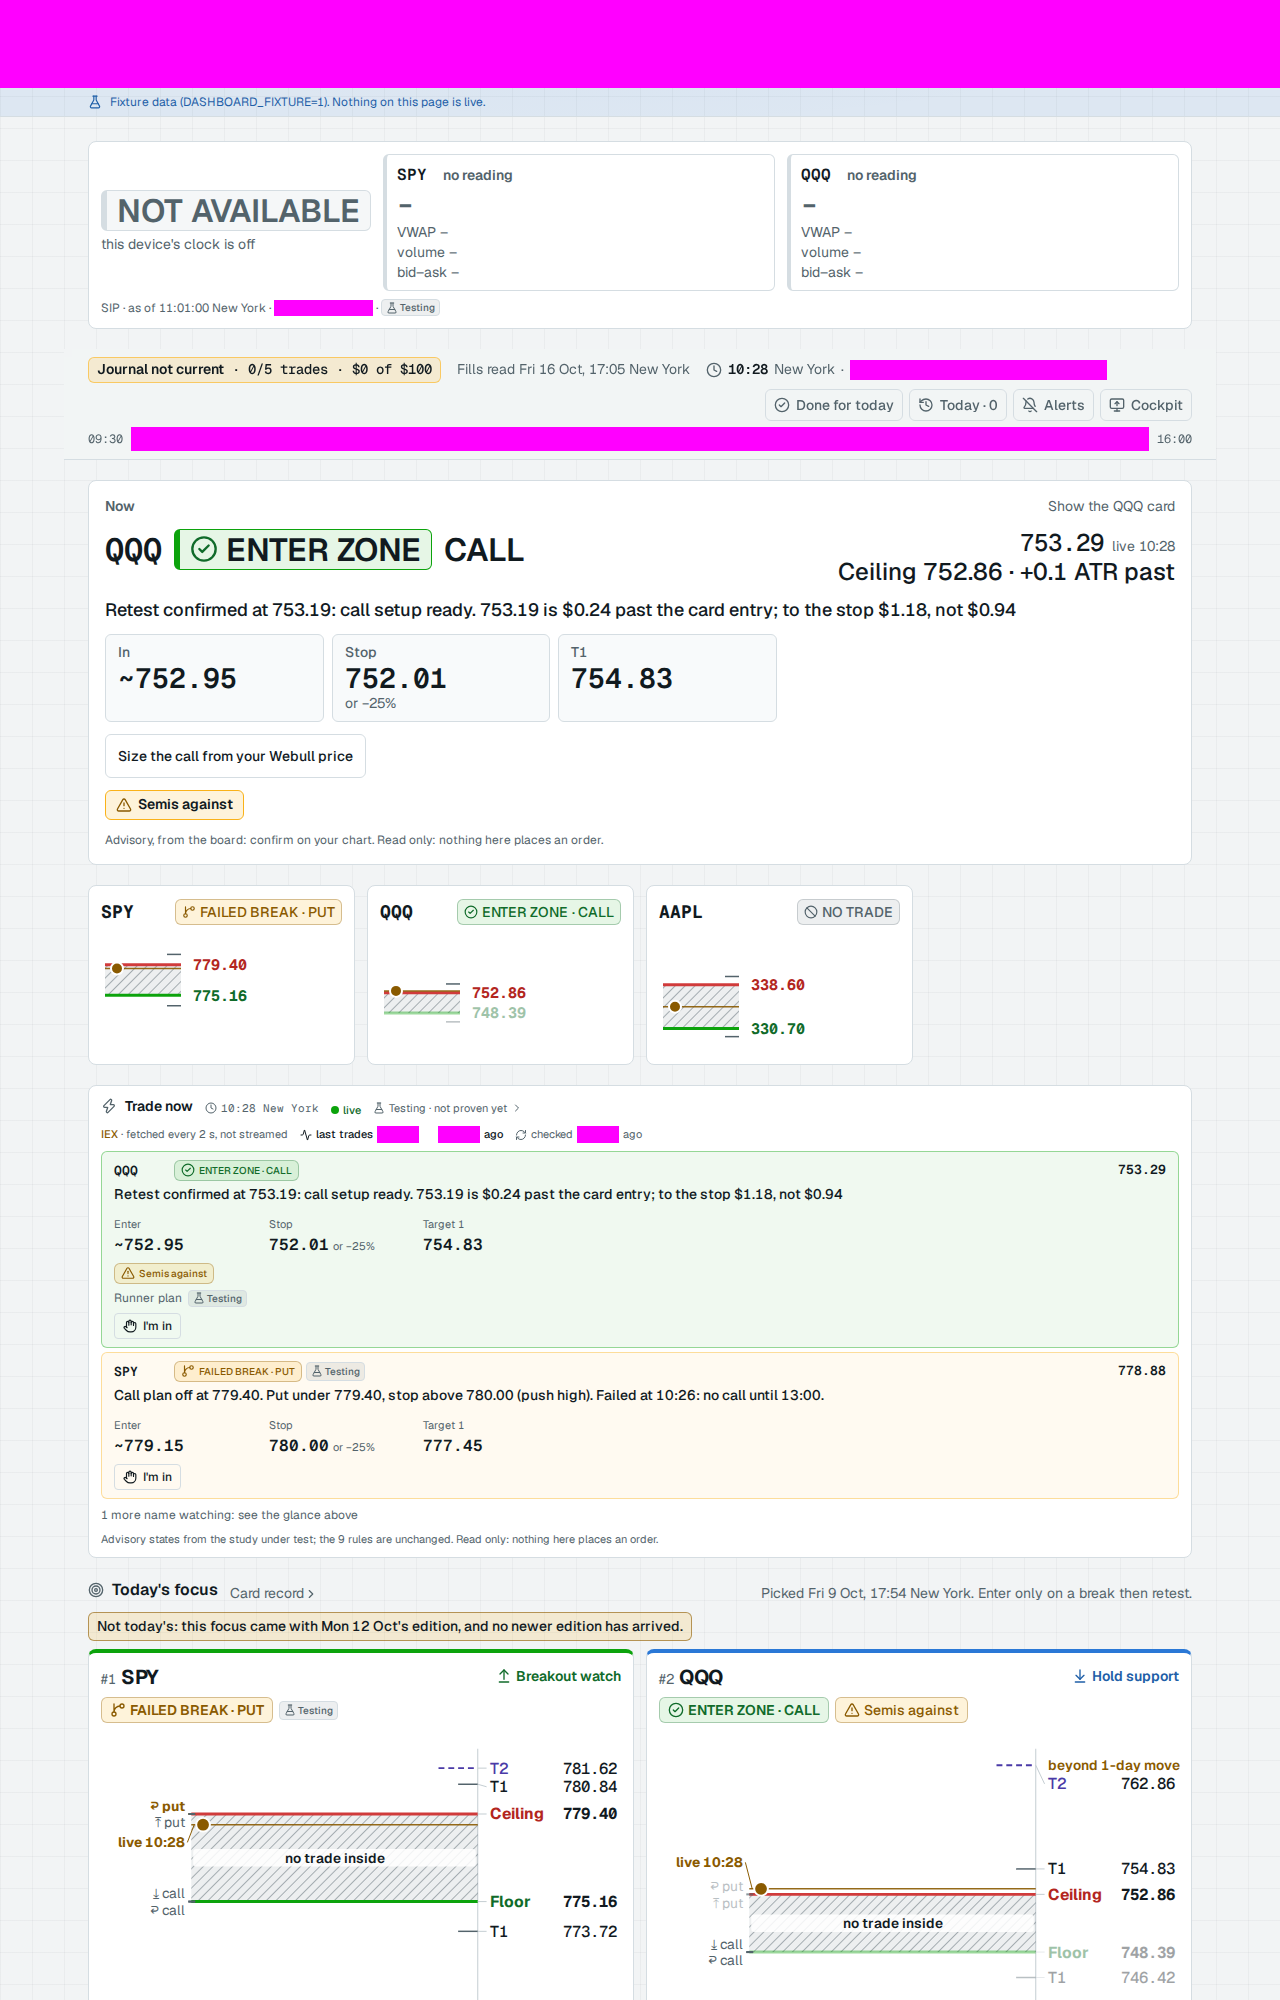 Fixture data (DASHBOARD_FIXTURE=1). Nothing on this page is live.
NOT AVAILABLE
this device's clock is off
SPY no reading
–
VWAP –
volume –
bid–ask –
QQQ no reading
–
VWAP –
volume –
bid–ask –
SIP · as of 11:01:00 New York · · Testing
Journal not current · 0/5 trades · $0 of $100 Fills read Fri 16 Oct, 17:05 New York 10:28 New York ·
Done for today Today · 0 Alerts Cockpit
09:30 16:00
Now Show the QQQ card
QQQ ENTER ZONE CALL
753.29 live 10:28
Ceiling 752.86 · +0.1 ATR past
Retest confirmed at 753.19: call setup ready. 753.19 is $0.24 past the card entry; to the stop $1.18, not $0.94
In
~752.95
Stop
752.01
or −25%
T1
754.83
Size the call from your Webull price
Semis against
Advisory, from the board: confirm on your chart. Read only: nothing here places an order.
SPY FAILED BREAK · PUT
779.40
775.16
QQQ ENTER ZONE · CALL
752.86
748.39
AAPL NO TRADE
338.60
330.70
Trade now 10:28 New York live Testing · not proven yet
IEX · fetched every 2 s, not streamed last trades ago checked ago
QQQ ENTER ZONE · CALL 753.29
Retest confirmed at 753.19: call setup ready. 753.19 is $0.24 past the card entry; to the stop $1.18, not $0.94
Enter Stop Target 1
~752.95 752.01 or −25% 754.83
Semis against
Runner plan Testing
I'm in
SPY FAILED BREAK · PUT Testing 778.88
Call plan off at 779.40. Put under 779.40, stop above 780.00 (push high). Failed at 10:26: no call until 13:00.
Enter Stop Target 1
~779.15 780.00 or −25% 777.45
I'm in
1 more name watching: see the glance above
Advisory states from the study under test; the 9 rules are unchanged. Read only: nothing here places an order.
Today's focus Card record Picked Fri 9 Oct, 17:54 New York. Enter only on a break then retest.
Not today's: this focus came with Mon 12 Oct's edition, and no newer edition has arrived.
#1 SPY Breakout watch
FAILED BREAK · PUT Testing
T2 781.62
T1 780.84
put
Ceiling 779.40
put
live 10:28
no trade inside
call
Floor 775.16
call
T1 773.72
#2 QQQ Hold support
ENTER ZONE · CALL Semis against
beyond 1-day move
T2 762.86
live 10:28
T1 754.83
put
Ceiling 752.86
put
no trade inside
call
Floor 748.39
call
T1 746.42